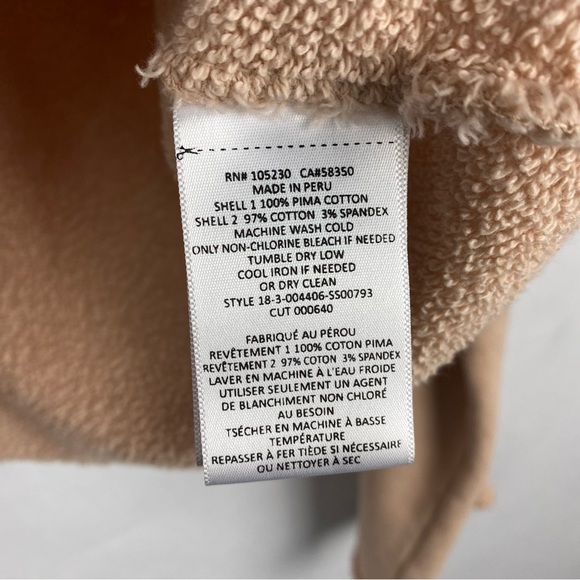 RN# 105230 CA#58350
MADE IN PERU
SHELL 1 100% PIMA COTTON
SHELL 2 97% COTTON 3% SPANDEX
MACHINE WASH COLD
ONLY NON-CHLORINE BLEACH IF NEEDED
TUMBLE DRY LOW
COOL IRON IF NEEDED
OR DRY CLEAN
STYLE 18-3-004406-SS00793
CUT 000640
FABRIQUÉ AU PÉROU
REVÊTEMENT 1 100% COTON PIMA
REVÊTEMENT 2 97% COTON 3% SPANDEX
LAVER EN MACHINE À L'EAU FROIDE
UTILISER SEULEMENT UN AGENT
DE BLANCHIMENT NON CHLORÉ
AU BESOIN
TSÉCHER EN MACHINE À BASSE
TEMPÉRATURE
REPASSER À FER TIÈDE SI NÉCESSAIRE
OU NETTOYER À SEC